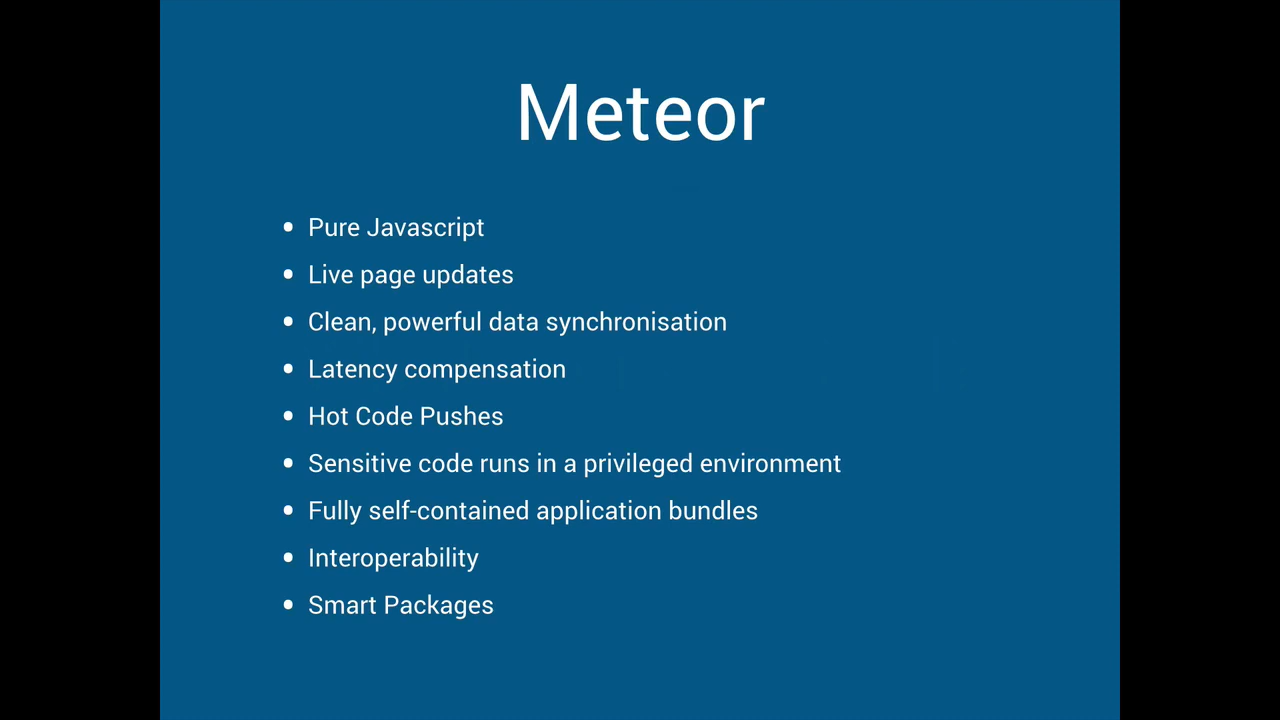 Meteor
• Pure Javascript
• Live page updates
• Clean, powerful data synchronisation
• Latency compensation
• Hot Code Pushes
• Sensitive code runs in a privileged environment
• Fully self-contained application bundles
• Interoperability
• Smart Packages